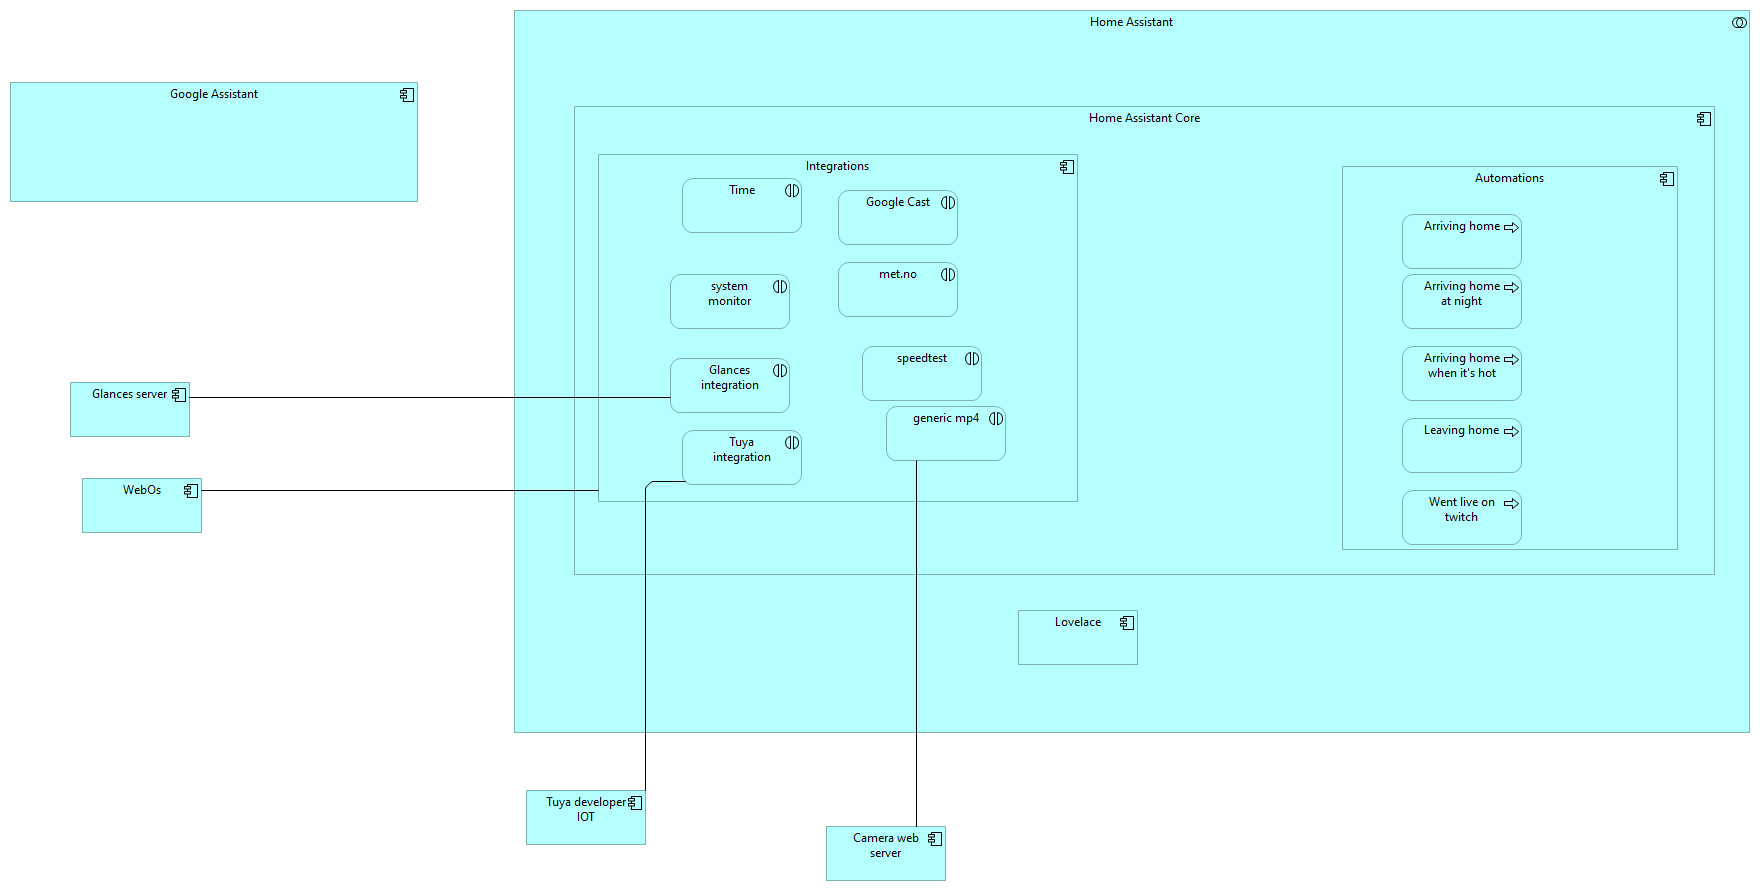 Home Assistant
Google Assistant
Home Assistant Core
Integrations
Automations
Time
Google Cast
Arriving home
system
monitor
met.no
Arriving home
at night
Glances
integration
speedtest
Arriving home
when it's hot
Glances server
Tuya
integration
generic mp4
Leaving home
WebOs
Went live on
twitch
Lovelace
Tuya developer
IOT
Camera web
server